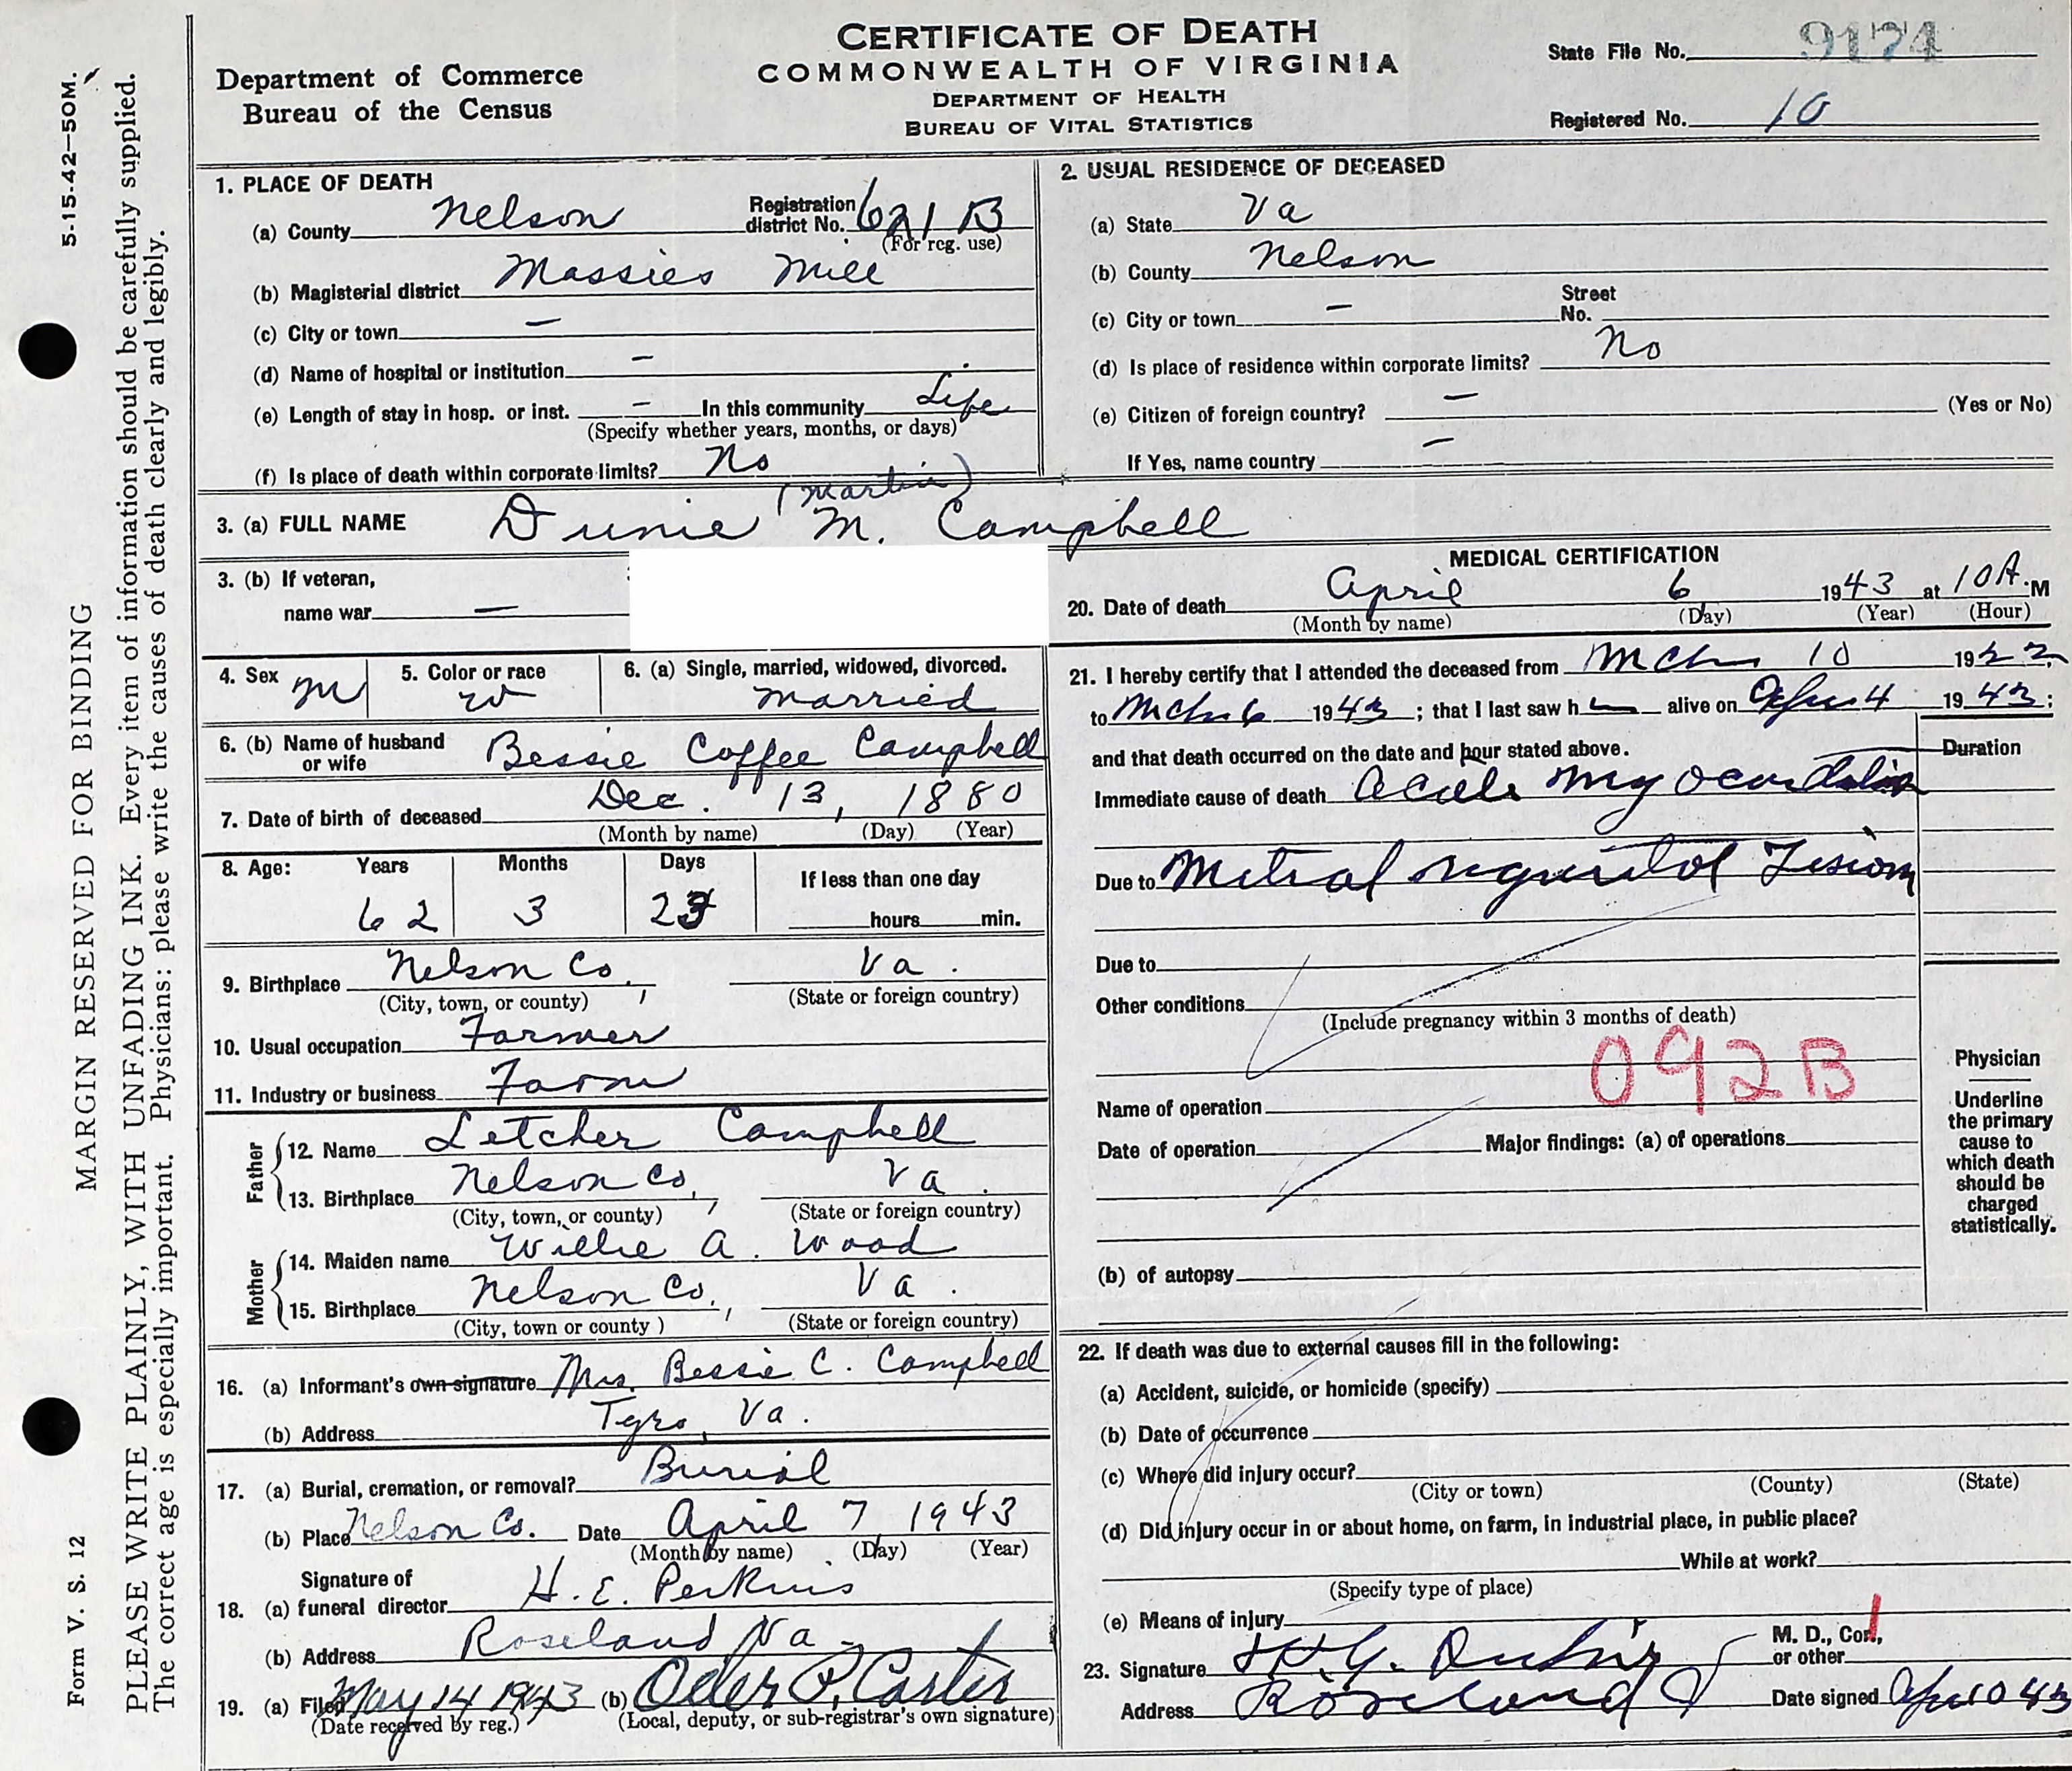 5-15-42—50M.
MARGIN RESERVED FOR BINDING
PLEASE WRITE PLAINLY, WITH UNFADING INK. Every item of information should be carefully supplied.
The correct age is especially important. Physicians: please write the causes of death clearly and legibly.
Form V. S. 12
Department of Commerce
Bureau of the Census
CERTIFICATE OF DEATH
COMMONWEALTH OF VIRGINIA
DEPARTMENT OF HEALTH
BUREAU OF VITAL STATISTICS
State File No. 9174
Registered No. 10
1. PLACE OF DEATH
(a) County Nelson Registration district No. 621 B
(For reg. use)
(b) Magisterial district Massies Mill
(c) City or town —
(d) Name of hospital or institution —
(e) Length of stay in hosp. or inst. — In this community Life
(Specify whether years, months, or days)
(f) Is place of death within corporate limits? No
2. USUAL RESIDENCE OF DECEASED
(a) State Va
(b) County Nelson
(c) City or town — Street No.
(d) Is place of residence within corporate limits? No
(e) Citizen of foreign country? — (Yes or No)
If Yes, name country —
(Martin)
3. (a) FULL NAME Dunie M. Campbell
3. (b) If veteran,
name war —
4. Sex M 5. Color or race W 6. (a) Single, married, widowed, divorced. Married
6. (b) Name of husband or wife Bessie Coffee Campbell
7. Date of birth of deceased Dec. 13, 1880
(Month by name) (Day) (Year)
8. Age: Years Months Days If less than one day
62 3 23 hours min.
9. Birthplace Nelson Co., Va.
(City, town, or county) (State or foreign country)
10. Usual occupation Farmer
11. Industry or business Farm
Father
12. Name Letcher Campbell
13. Birthplace Nelson Co., Va.
(City, town, or county) (State or foreign country)
Mother
14. Maiden name Willie A. Wood
15. Birthplace Nelson Co., Va.
(City, town or county) (State or foreign country)
16. (a) Informant's own signature Mrs. Bessie C. Campbell
(b) Address Tyro, Va.
17. (a) Burial, cremation, or removal? Burial
(b) Place Nelson Co. Date April 7, 1943
(Month by name) (Day) (Year)
Signature of
18. (a) funeral director H. E. Perkins
(b) Address Roseland Va
19. (a) Filed May 14 1943 (b) Oder P. Carter
(Date received by reg.) (Local, deputy, or sub-registrar's own signature)
MEDICAL CERTIFICATION
20. Date of death April 6 1943 at 10 A. M
(Month by name) (Day) (Year) (Hour)
21. I hereby certify that I attended the deceased from Mch 10 19
to Mch 6 1943; that I last saw h alive on Apr 4 1943;
and that death occurred on the date and hour stated above.
Duration
Immediate cause of death Acute Myocarditis
Due to Mitral Lesion
Due to
Other conditions
(Include pregnancy within 3 months of death)
092B
Name of operation
Date of operation Major findings: (a) of operations
(b) of autopsy
Physician
Underline
the primary
cause to
which death
should be
charged
statistically.
22. If death was due to external causes fill in the following:
(a) Accident, suicide, or homicide (specify)
(b) Date of occurrence
(c) Where did injury occur?
(City or town) (County) (State)
(d) Did injury occur in or about home, on farm, in industrial place, in public place?
While at work?
(Specify type of place)
(e) Means of injury
23. Signature M. D., Cor., or other
Address Roseland Date signed Apr 10 43